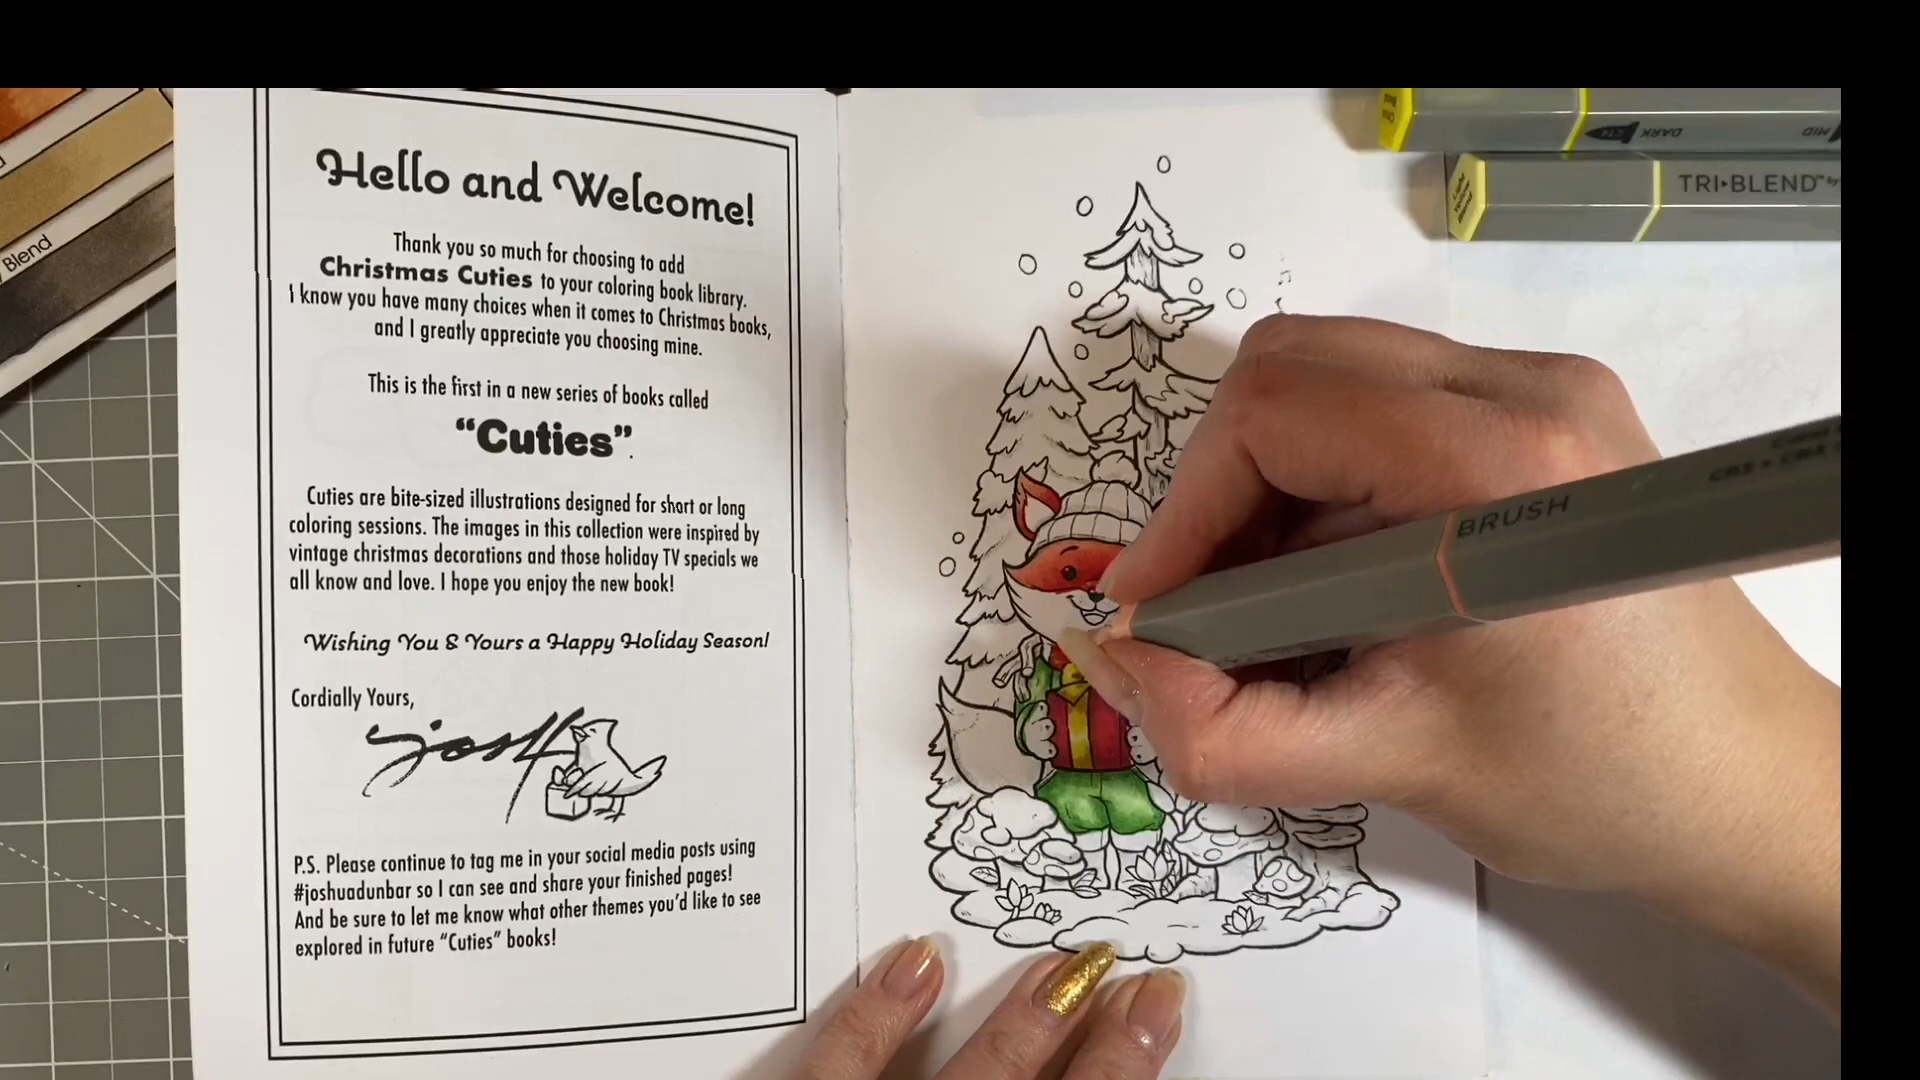 Hello and Welcome!
Thank you so much for choosing to add
Christmas Cuties to your coloring book library.
I know you have many choices when it comes to Christmas books,
and I greatly appreciate you choosing mine.
This is the first in a new series of books called
“Cuties”.
Cuties are bite-sized illustrations designed for short or long
coloring sessions. The images in this collection were inspired by
vintage christmas decorations and those holiday TV specials we
all know and love. I hope you enjoy the new book!
Wishing You & Yours a Happy Holiday Season!
Cordially Yours,
josh
P.S. Please continue to tag me in your social media posts using
#joshuadunbar so I can see and share your finished pages!
And be sure to let me know what other themes you’d like to see
explored in future “Cuties” books!
Blend
DARK
MID
TRI▸BLEND™ by
Light Yellow Blend
BRUSH